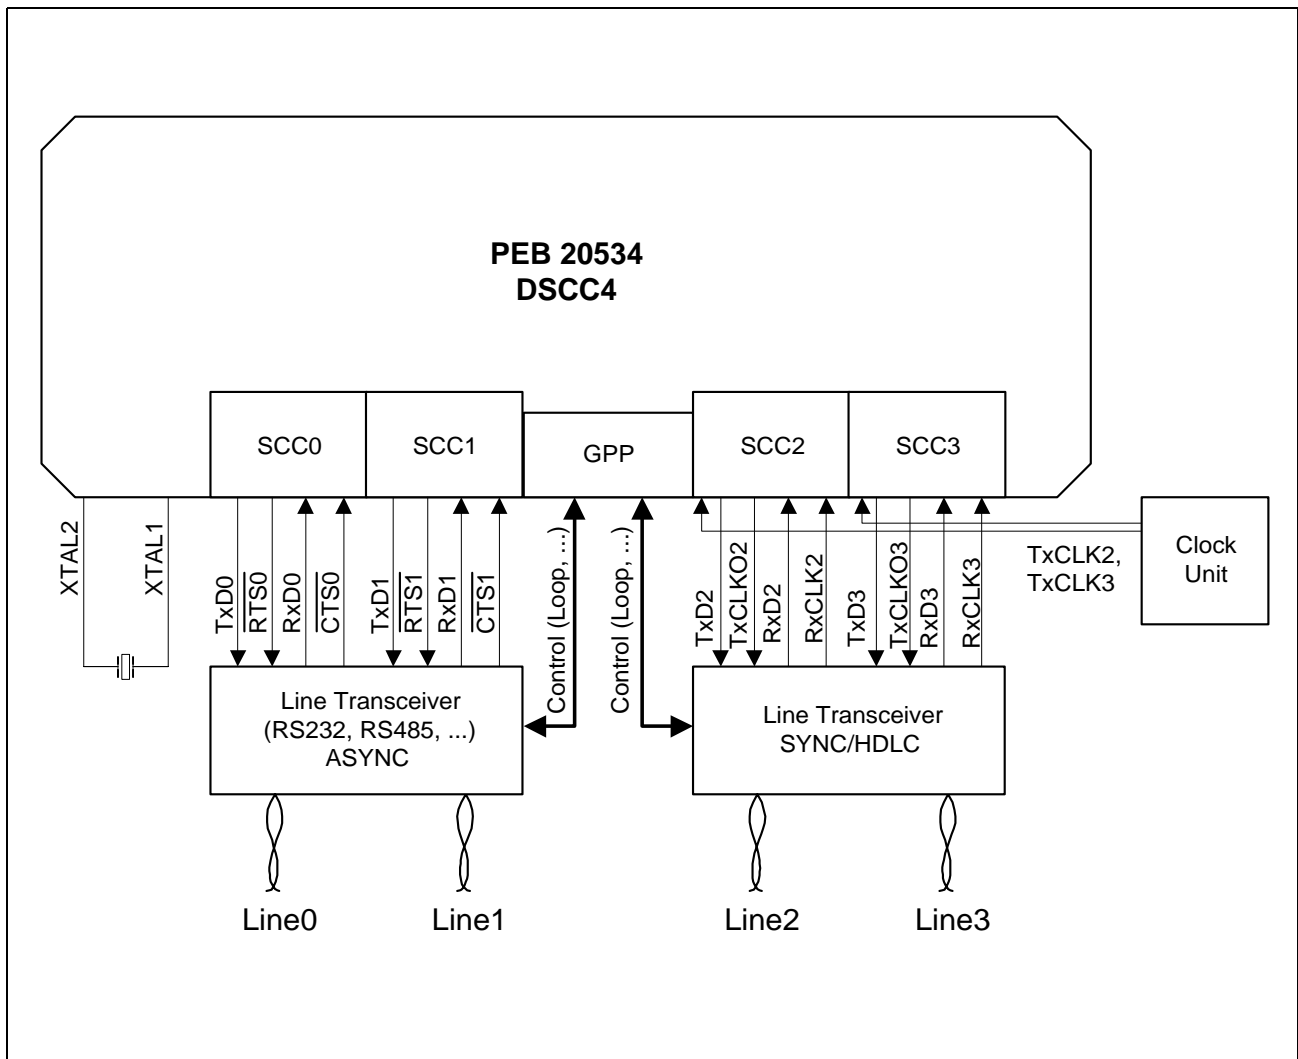 PEB 20534
DSCC4
SCC0
SCC1
GPP
SCC2
SCC3
XTAL2
XTAL1
TxD0
RTS0
RxD0
CTS0
TxD1
RTS1
RxD1
CTS1
Control (Loop, ...)
Control (Loop, ...)
TxD2
TxCLKO2
RxD2
RxCLK2
TxD3
TxCLKO3
RxD3
RxCLK3
TxCLK2,
TxCLK3
Clock
Unit
Line Transceiver
(RS232, RS485, ...)
ASYNC
Line Transceiver
SYNC/HDLC
Line0
Line1
Line2
Line3